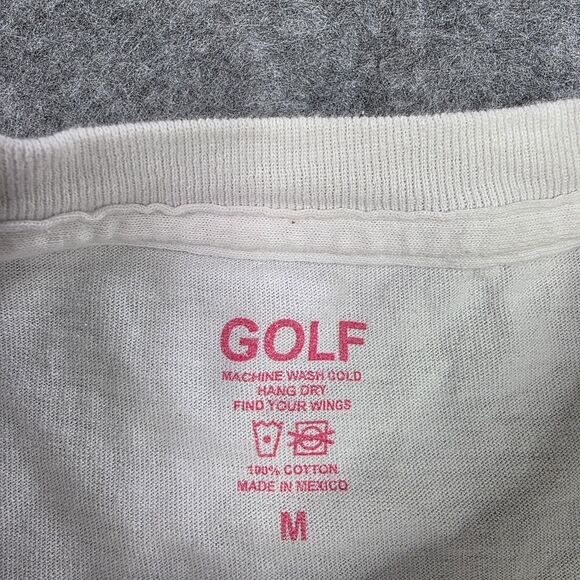 GOLF
MACHINE WASH COLD
HANG DRY
FIND YOUR WINGS
100% COTTON
MADE IN MEXICO
M